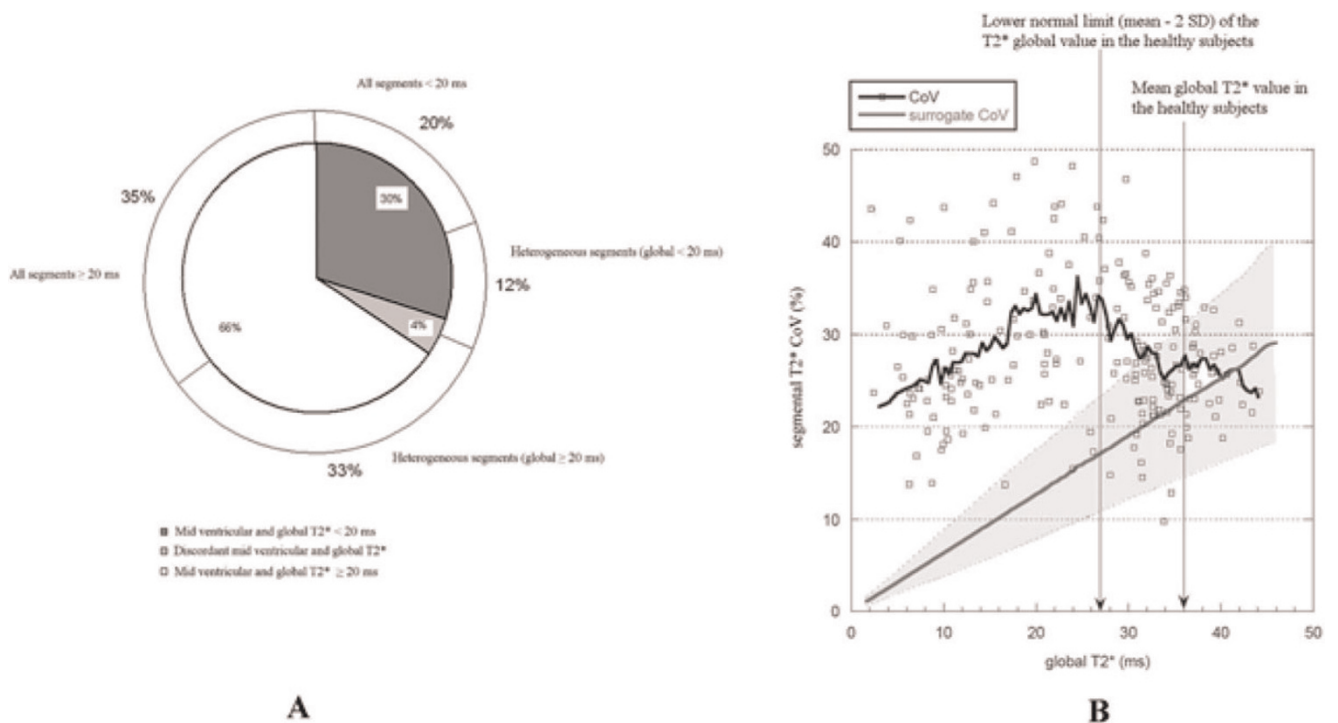 All segments < 20 ms
20%
30%
35%
Heterogeneous segments (global < 20 ms)
12%
All segments ≥ 20 ms
4%
66%
Heterogeneous segments (global ≥ 20 ms)
33%
Mid ventricular and global T2* < 20 ms
Discordant mid ventricular and global T2*
Mid ventricular and global T2* ≥ 20 ms
A
Lower normal limit (mean - 2 SD) of the
T2* global value in the healthy subjects
Mean global T2* value in
the healthy subjects
CoV
surrogate CoV
50
40
30
20
10
0
segmental T2* CoV (%)
0 10 20 30 40 50
global T2* (ms)
B